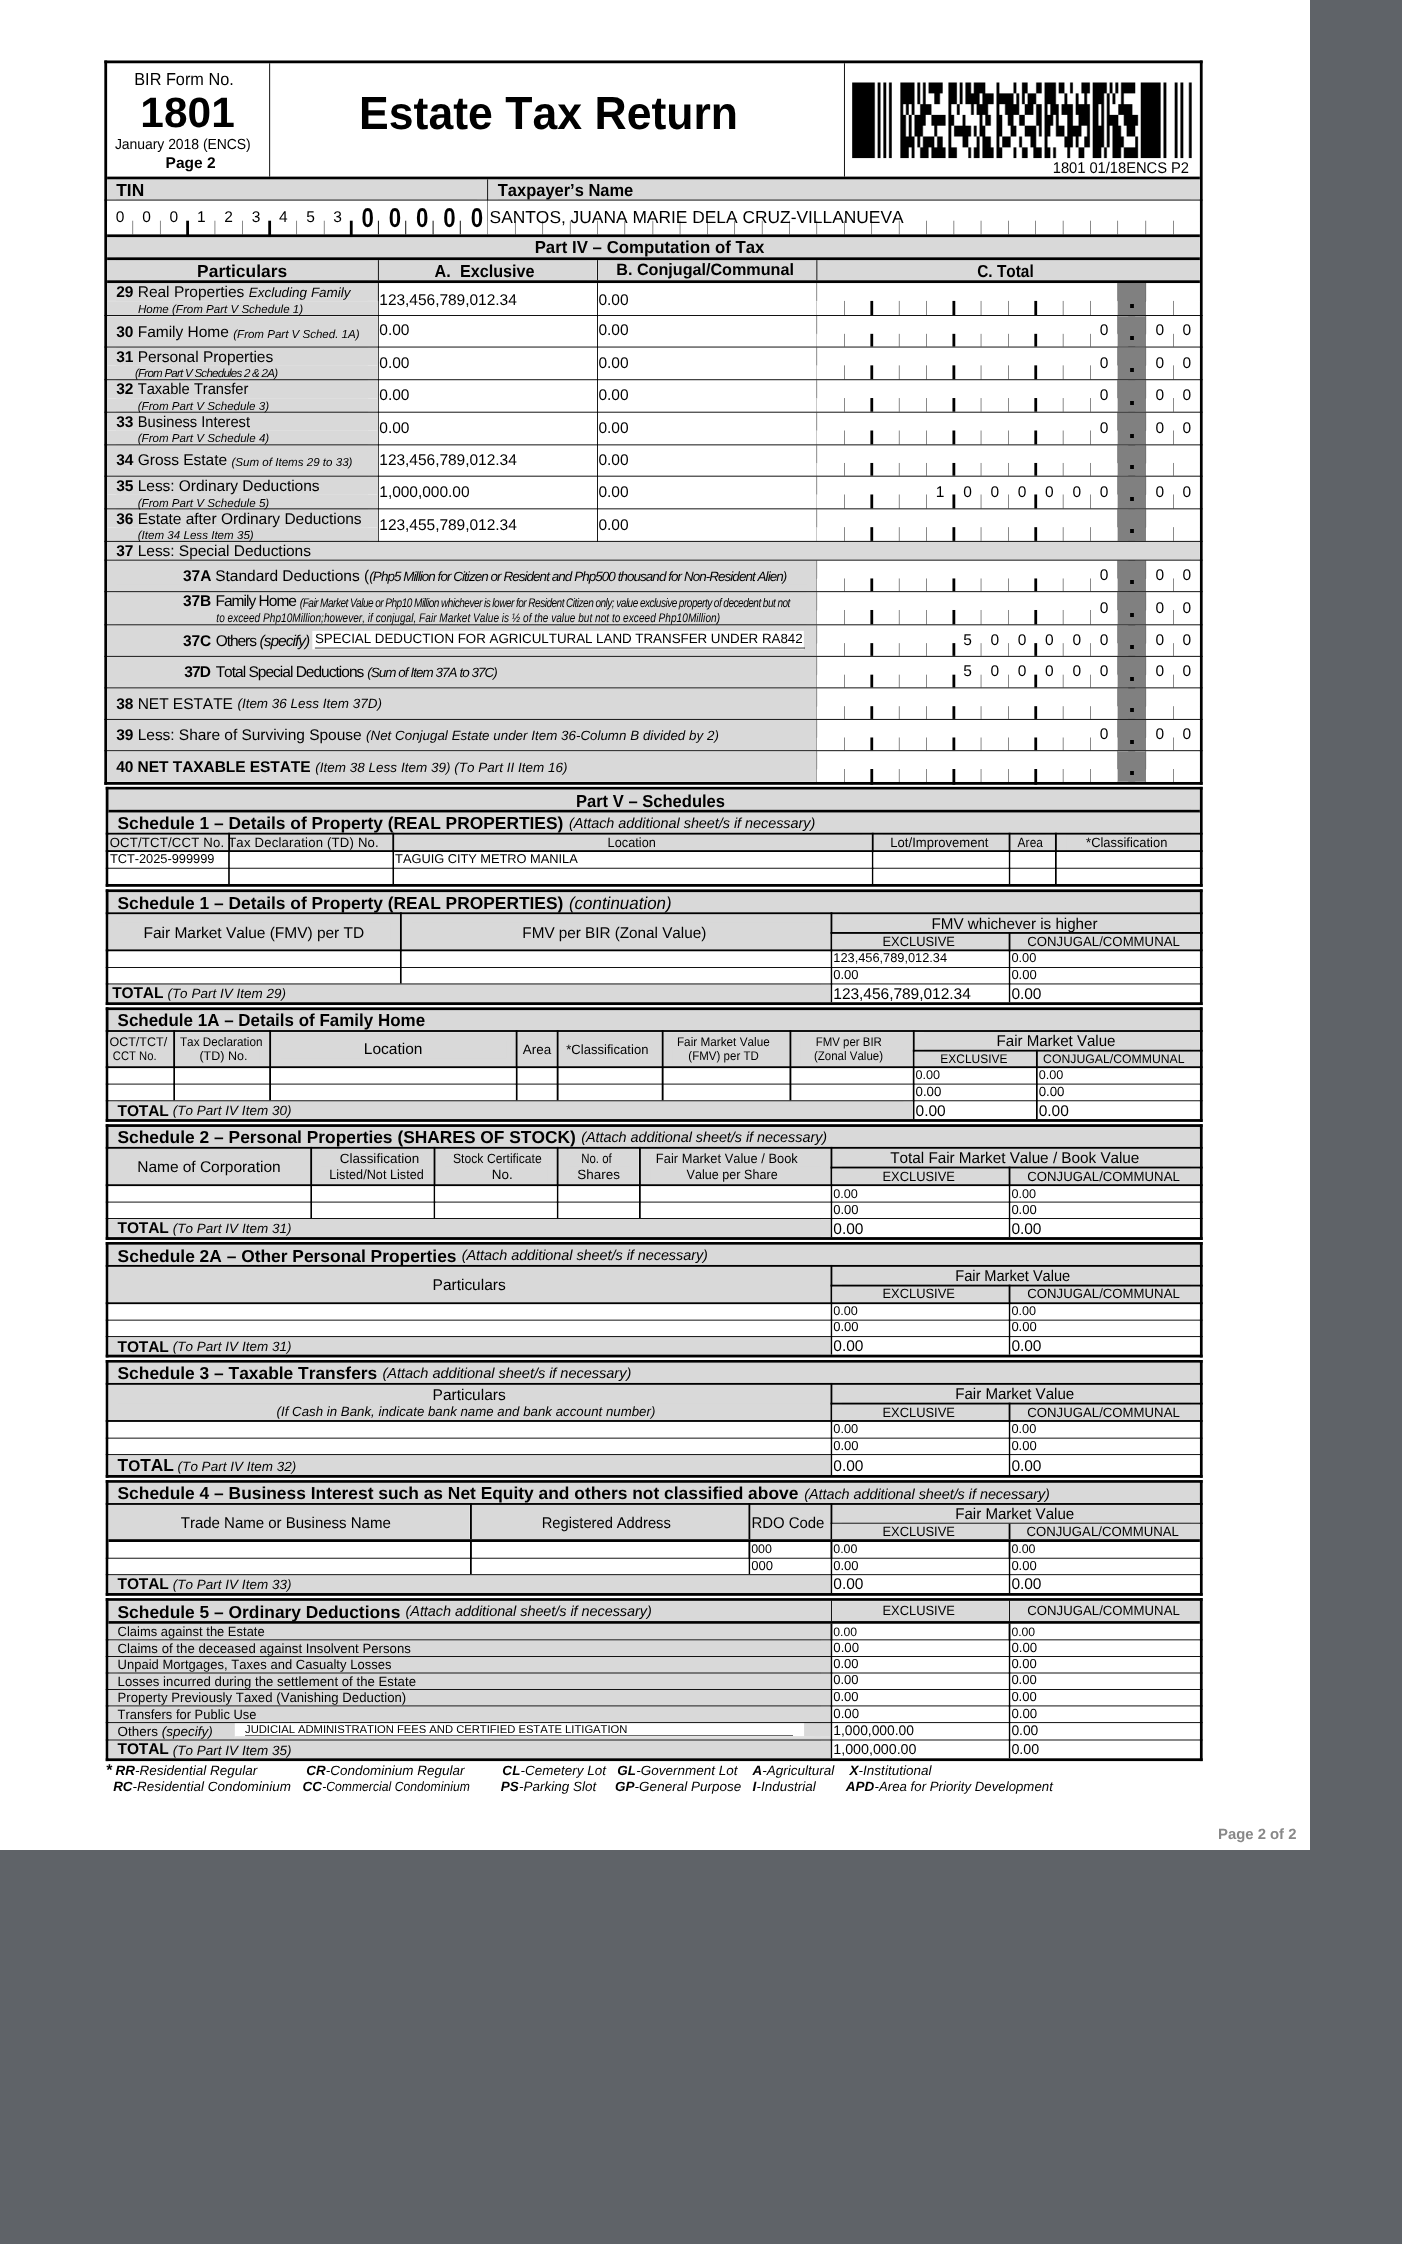 BIR Form No.
1801
January 2018 (ENCS)
Page 2
Estate Tax Return
1801 01/18ENCS P2
TIN Taxpayer's Name
0 0 0 1 2 3 4 5 3 0 0 0 0 0 SANTOS, JUANA MARIE DELA CRUZ-VILLANUEVA
Part IV – Computation of Tax
Particulars A. Exclusive B. Conjugal/Communal C. Total
29 Real Properties Excluding Family
Home (From Part V Schedule 1) 123,456,789,012.34 0.00 .
30 Family Home (From Part V Sched. 1A) 0.00 0.00 0 . 0 0
31 Personal Properties
(From Part V Schedules 2 & 2A) 0.00 0.00 0 . 0 0
32 Taxable Transfer
(From Part V Schedule 3) 0.00 0.00 0 . 0 0
33 Business Interest
(From Part V Schedule 4) 0.00 0.00 0 . 0 0
34 Gross Estate (Sum of Items 29 to 33) 123,456,789,012.34 0.00 .
35 Less: Ordinary Deductions
(From Part V Schedule 5) 1,000,000.00 0.00 1 0 0 0 0 0 0 . 0 0
36 Estate after Ordinary Deductions
(Item 34 Less Item 35) 123,455,789,012.34 0.00 .
37 Less: Special Deductions
37A Standard Deductions ((Php5 Million for Citizen or Resident and Php500 thousand for Non-Resident Alien) 0 . 0 0
37B Family Home (Fair Market Value or Php10 Million whichever is lower for Resident Citizen only; value exclusive property of decedent but not
to exceed Php10Million;however, if conjugal, Fair Market Value is ½ of the value but not to exceed Php10Million) 0 . 0 0
37C Others (specify) SPECIAL DEDUCTION FOR AGRICULTURAL LAND TRANSFER UNDER RA842 5 0 0 0 0 0 . 0 0
37D Total Special Deductions (Sum of Item 37A to 37C) 5 0 0 0 0 0 . 0 0
38 NET ESTATE (Item 36 Less Item 37D) .
39 Less: Share of Surviving Spouse (Net Conjugal Estate under Item 36-Column B divided by 2) 0 . 0 0
40 NET TAXABLE ESTATE (Item 38 Less Item 39) (To Part II Item 16) .
Part V – Schedules
Schedule 1 – Details of Property (REAL PROPERTIES) (Attach additional sheet/s if necessary)
OCT/TCT/CCT No. Tax Declaration (TD) No. Location Lot/Improvement Area *Classification
TCT-2025-999999 TAGUIG CITY METRO MANILA
Schedule 1 – Details of Property (REAL PROPERTIES) (continuation)
Fair Market Value (FMV) per TD FMV per BIR (Zonal Value) FMV whichever is higher
EXCLUSIVE CONJUGAL/COMMUNAL
123,456,789,012.34 0.00
0.00 0.00
TOTAL (To Part IV Item 29) 123,456,789,012.34 0.00
Schedule 1A – Details of Family Home
OCT/TCT/
CCT No. Tax Declaration
(TD) No. Location Area *Classification Fair Market Value
(FMV) per TD FMV per BIR
(Zonal Value) Fair Market Value
EXCLUSIVE CONJUGAL/COMMUNAL
0.00 0.00
0.00 0.00
TOTAL (To Part IV Item 30) 0.00 0.00
Schedule 2 – Personal Properties (SHARES OF STOCK) (Attach additional sheet/s if necessary)
Name of Corporation Classification
Listed/Not Listed Stock Certificate
No. No. of
Shares Fair Market Value / Book
Value per Share Total Fair Market Value / Book Value
EXCLUSIVE CONJUGAL/COMMUNAL
0.00 0.00
0.00 0.00
TOTAL (To Part IV Item 31) 0.00 0.00
Schedule 2A – Other Personal Properties (Attach additional sheet/s if necessary)
Particulars Fair Market Value
EXCLUSIVE CONJUGAL/COMMUNAL
0.00 0.00
0.00 0.00
TOTAL (To Part IV Item 31) 0.00 0.00
Schedule 3 – Taxable Transfers (Attach additional sheet/s if necessary)
Particulars Fair Market Value
(If Cash in Bank, indicate bank name and bank account number) EXCLUSIVE CONJUGAL/COMMUNAL
0.00 0.00
0.00 0.00
TOTAL (To Part IV Item 32) 0.00 0.00
Schedule 4 – Business Interest such as Net Equity and others not classified above (Attach additional sheet/s if necessary)
Trade Name or Business Name Registered Address RDO Code Fair Market Value
EXCLUSIVE CONJUGAL/COMMUNAL
000 0.00 0.00
000 0.00 0.00
TOTAL (To Part IV Item 33) 0.00 0.00
Schedule 5 – Ordinary Deductions (Attach additional sheet/s if necessary) EXCLUSIVE CONJUGAL/COMMUNAL
Claims against the Estate 0.00 0.00
Claims of the deceased against Insolvent Persons 0.00 0.00
Unpaid Mortgages, Taxes and Casualty Losses 0.00 0.00
Losses incurred during the settlement of the Estate 0.00 0.00
Property Previously Taxed (Vanishing Deduction) 0.00 0.00
Transfers for Public Use 0.00 0.00
Others (specify) JUDICIAL ADMINISTRATION FEES AND CERTIFIED ESTATE LITIGATION 1,000,000.00 0.00
TOTAL (To Part IV Item 35) 1,000,000.00 0.00
* RR-Residential Regular CR-Condominium Regular CL-Cemetery Lot GL-Government Lot A-Agricultural X-Institutional
RC-Residential Condominium CC-Commercial Condominium PS-Parking Slot GP-General Purpose I-Industrial APD-Area for Priority Development
Page 2 of 2